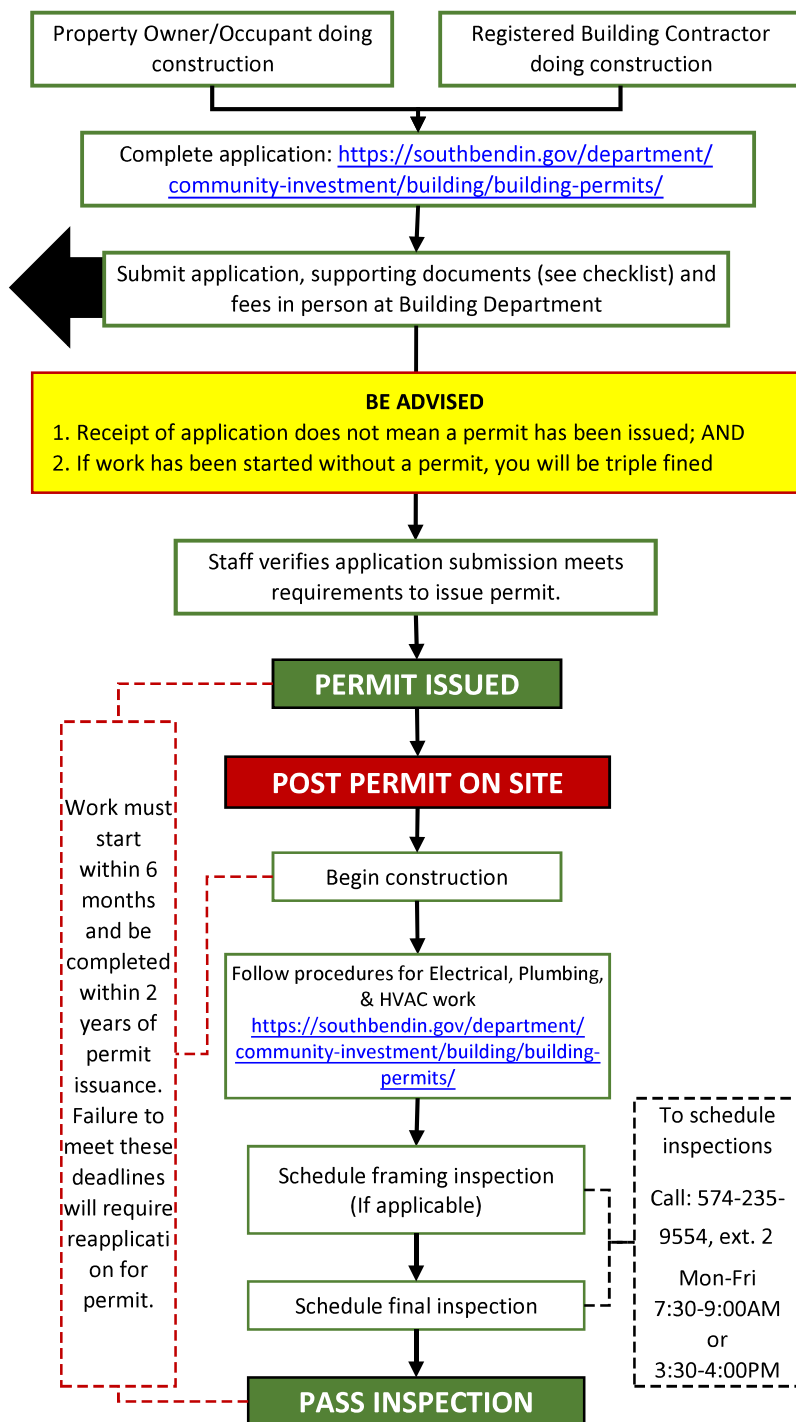 Property Owner/Occupant doing
construction
Registered Building Contractor
doing construction
Complete application: https://southbendin.gov/department/
community-investment/building/building-permits/
Submit application, supporting documents (see checklist) and
fees in person at Building Department
BE ADVISED
1. Receipt of application does not mean a permit has been issued; AND
2. If work has been started without a permit, you will be triple fined
Staff verifies application submission meets
requirements to issue permit.
PERMIT ISSUED
POST PERMIT ON SITE
Work must
start
within 6
months
and be
completed
within 2
years of
permit
issuance.
Failure to
meet these
deadlines
will require
reapplicati
on for
permit.
Begin construction
Follow procedures for Electrical, Plumbing,
& HVAC work
https://southbendin.gov/department/
community-investment/building/building-
permits/
Schedule framing inspection
(If applicable)
Schedule final inspection
To schedule
inspections
Call: 574-235-
9554, ext. 2
Mon-Fri
7:30-9:00AM
or
3:30-4:00PM
PASS INSPECTION